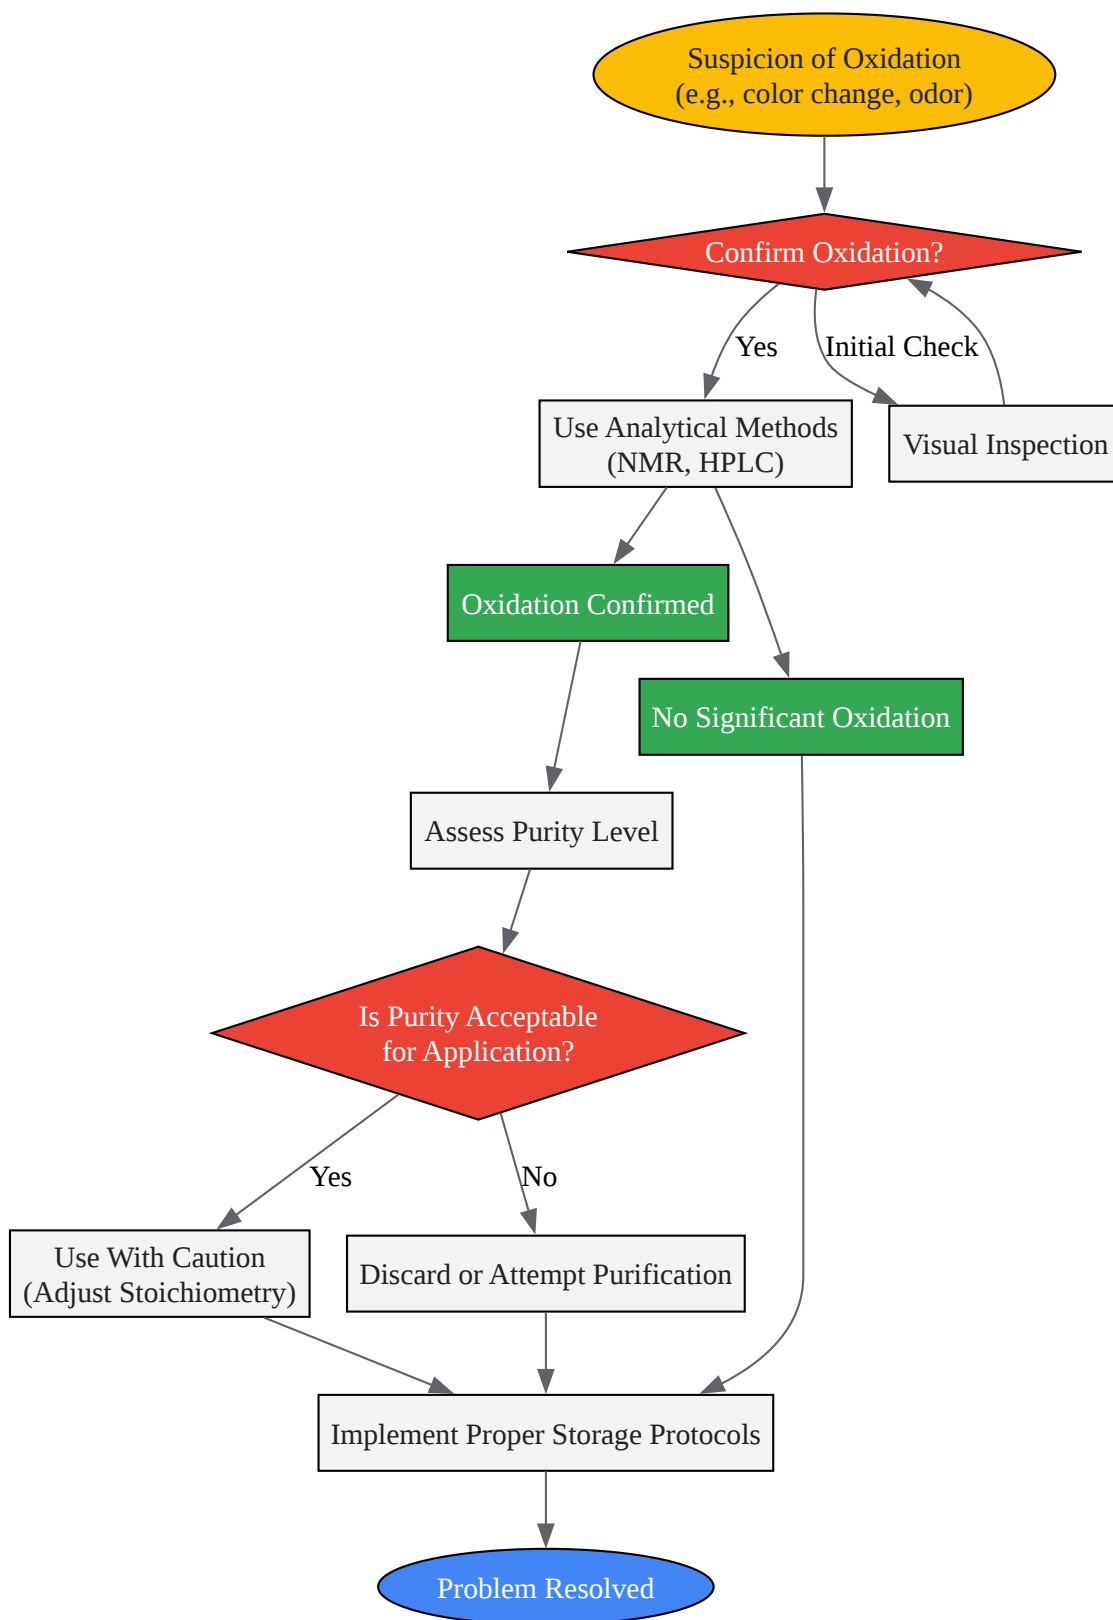 Suspicion of Oxidation
(e.g., color change, odor)
Confirm Oxidation?
Yes
Initial Check
Use Analytical Methods
(NMR, HPLC)
Visual Inspection
Oxidation Confirmed
No Significant Oxidation
Assess Purity Level
Is Purity Acceptable
for Application?
Yes
No
Use With Caution
(Adjust Stoichiometry)
Discard or Attempt Purification
Implement Proper Storage Protocols
Problem Resolved